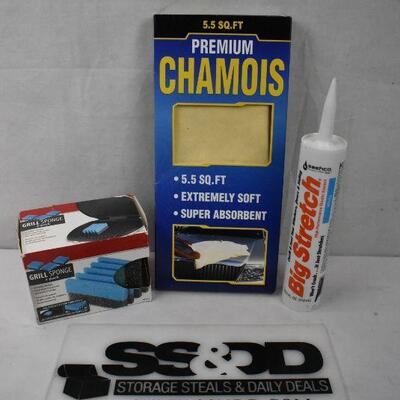 5.5 SQ.FT
PREMIUM
CHAMOIS
• 5.5 SQ.FT
• EXTREMELY SOFT
• SUPER ABSORBENT
sashco
Big Stretch
GRILL SPONGE
GRILL SPONGE
SS&DD
STORAGE STEALS & DAILY DEALS